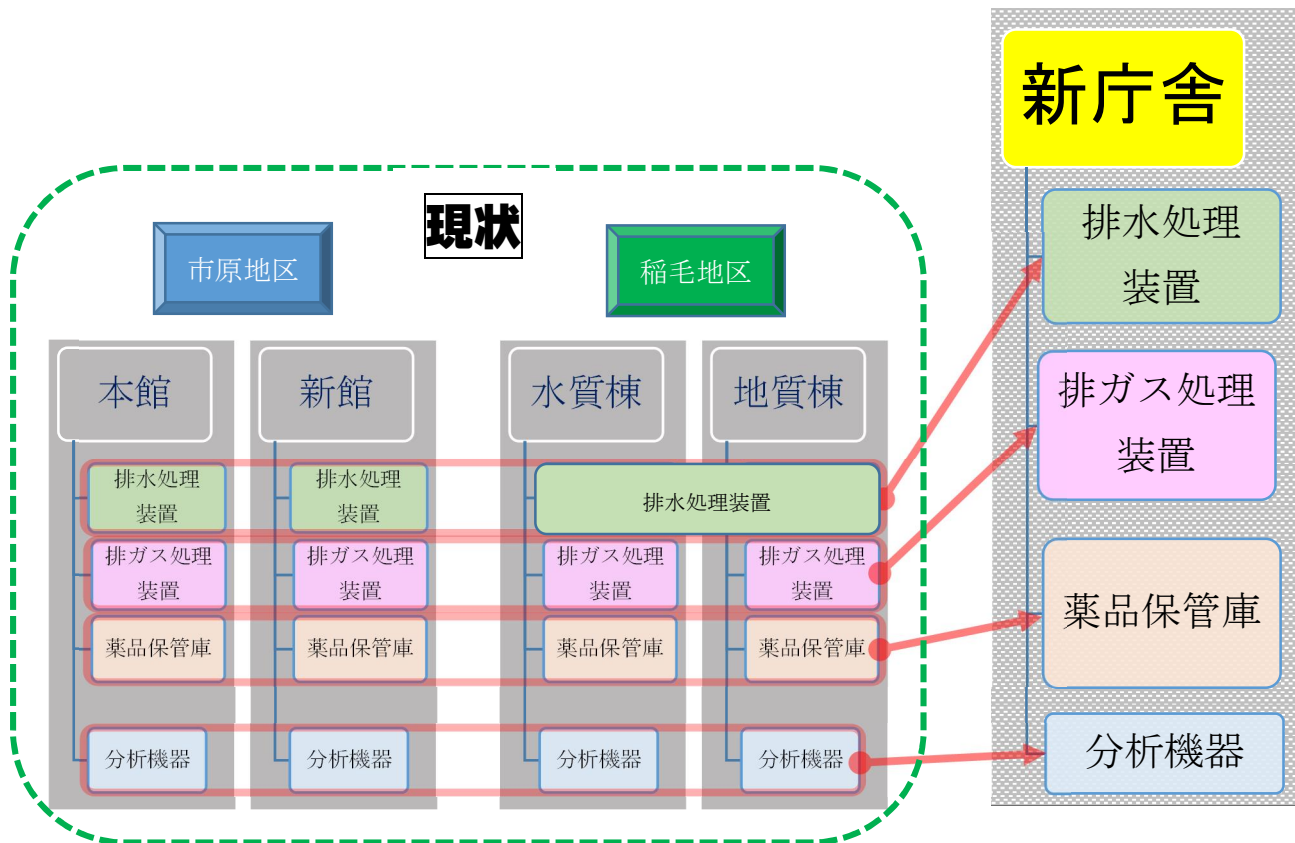 現状
市原地区
稲毛地区
本館
新館
水質棟
地質棟
排水処理
装置
排水処理
装置
排水処理装置
排ガス処理
装置
排ガス処理
装置
排ガス処理
装置
排ガス処理
装置
薬品保管庫
薬品保管庫
薬品保管庫
薬品保管庫
分析機器
分析機器
分析機器
分析機器
新庁舎
排水処理
装置
排ガス処理
装置
薬品保管庫
分析機器